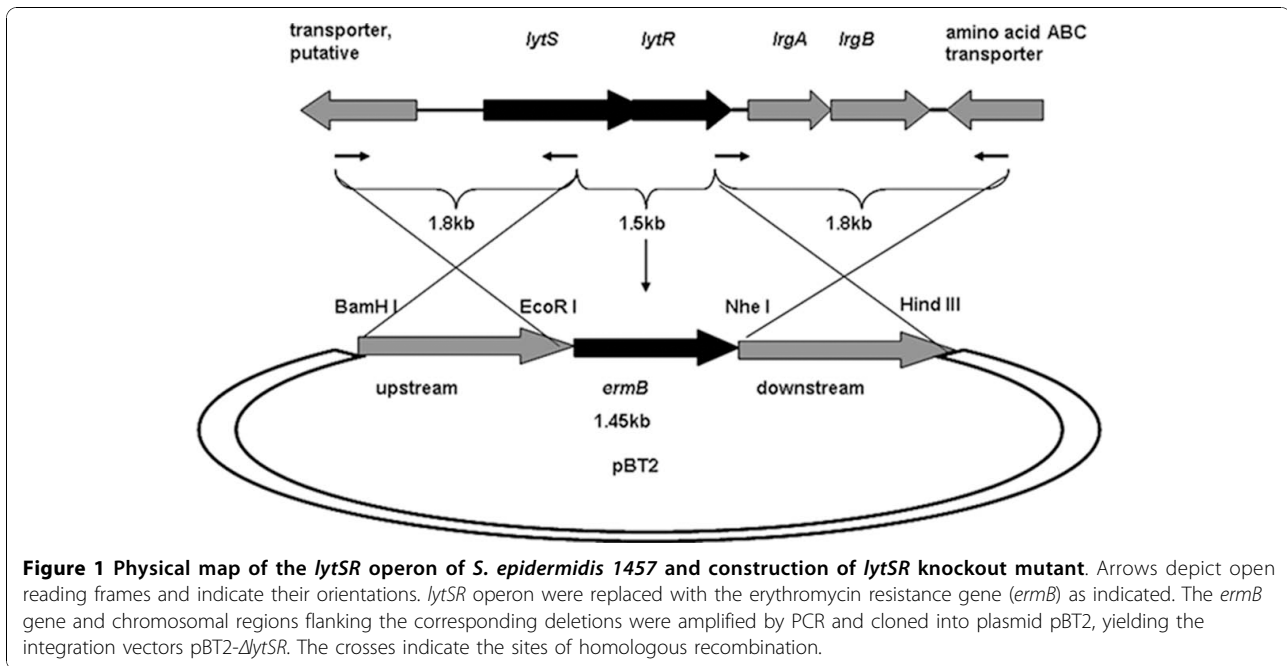 transporter, putative
lytS
lytR
lrgA
lrgB
amino acid ABC transporter
1.8kb
1.5kb
1.8kb
BamH I
EcoR I
Nhe I
Hind III
upstream
ermB
downstream
1.45kb
pBT2
Figure 1 Physical map of the lytSR operon of S. epidermidis 1457 and construction of lytSR knockout mutant. Arrows depict open
reading frames and indicate their orientations. lytSR operon were replaced with the erythromycin resistance gene (ermB) as indicated. The ermB
gene and chromosomal regions flanking the corresponding deletions were amplified by PCR and cloned into plasmid pBT2, yielding the
integration vectors pBT2-ΔlytSR. The crosses indicate the sites of homologous recombination.